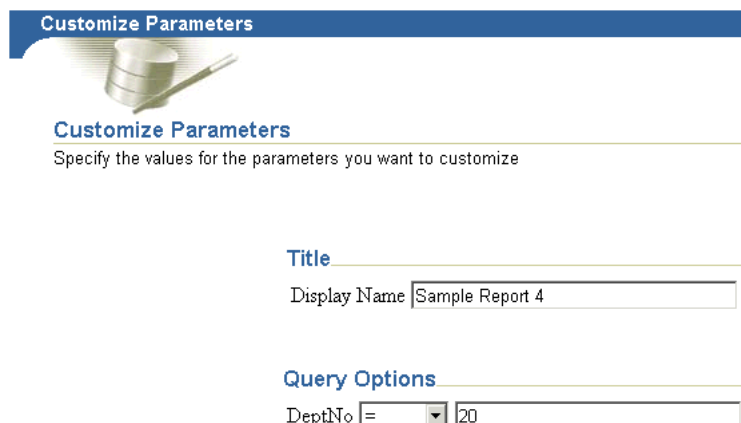 Customize Parameters
Customize Parameters
Specify the values for the parameters you want to customize
Title
Display Name Sample Report 4
Query Options
DeptNo = 20